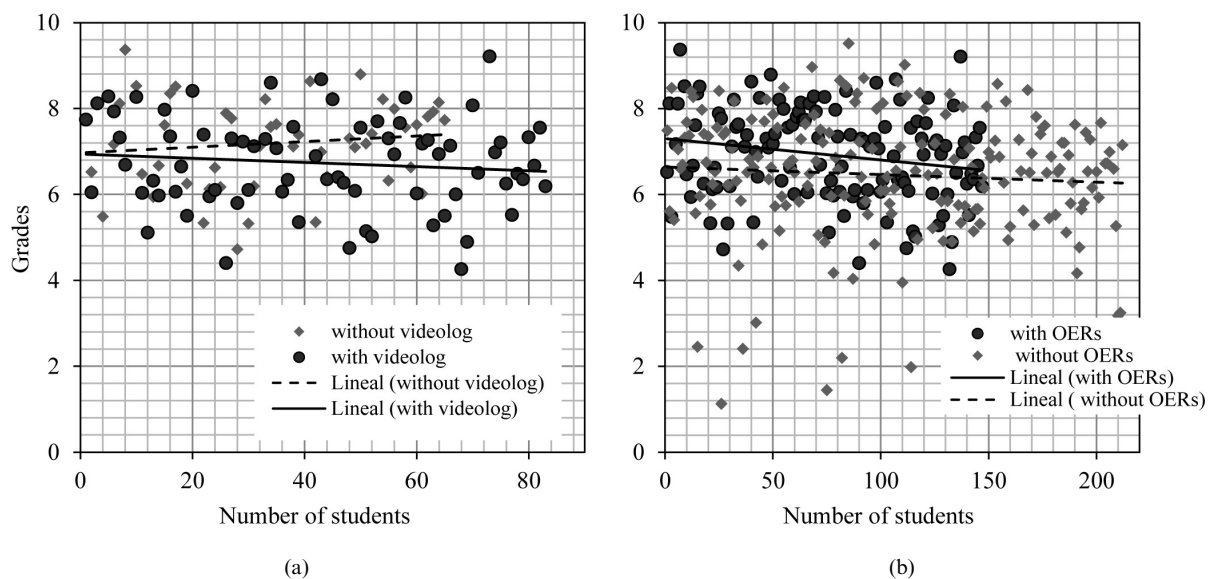 10
8
6
4
2
0
Grades
without videolog
with videolog
Lineal (without videolog)
Lineal (with videolog)
0 20 40 60 80
Number of students
(a)
10
8
6
4
2
0
with OERs
without OERs
Lineal (with OERs)
Lineal ( without OERs)
0 50 100 150 200
Number of students
(b)